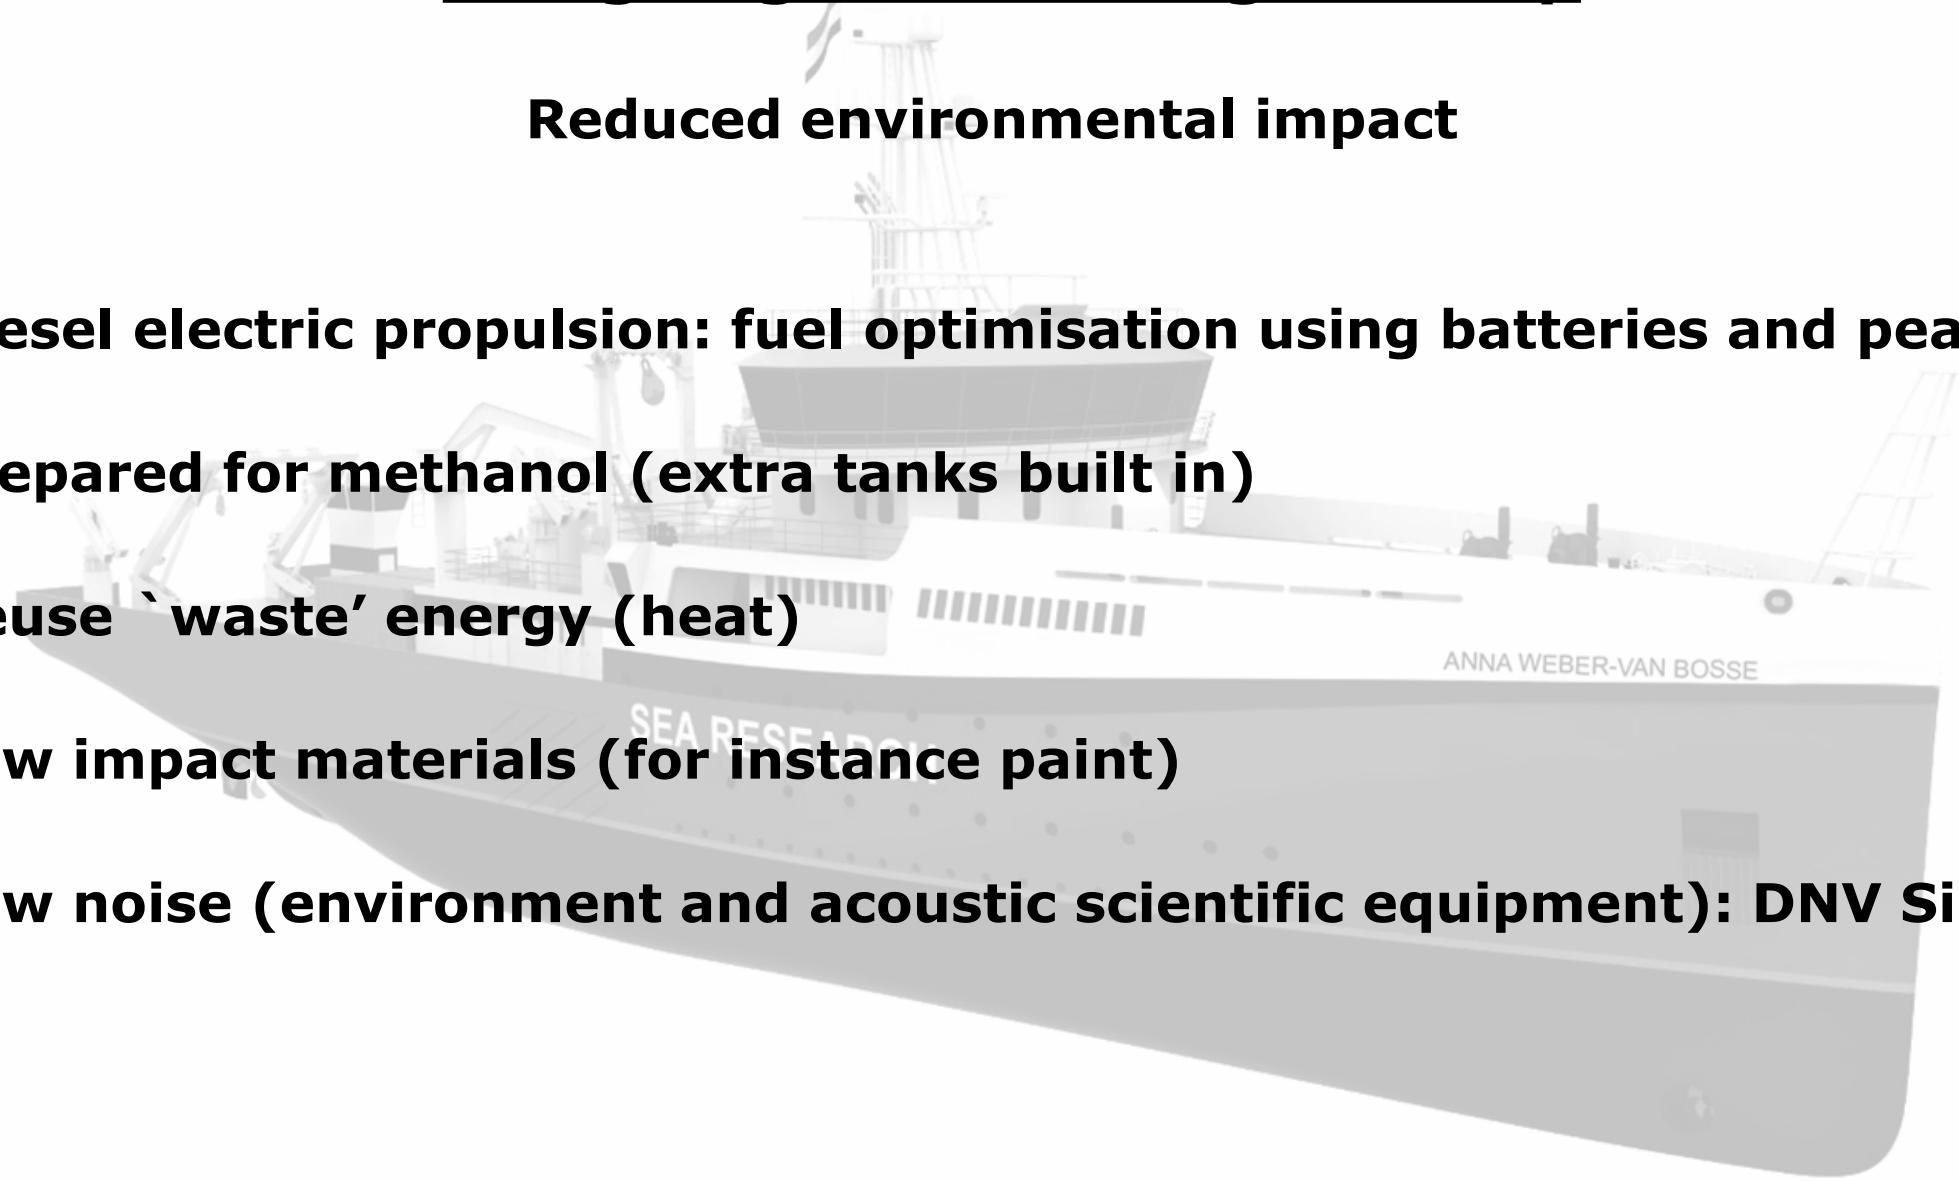 Reduced environmental impact
esel electric propulsion: fuel optimisation using batteries and pea
epared for methanol (extra tanks built in)
euse `waste’ energy (heat)
ANNA WEBER-VAN BOSSE
SEA RESEARCH
w impact materials (for instance paint)
w noise (environment and acoustic scientific equipment): DNV Si